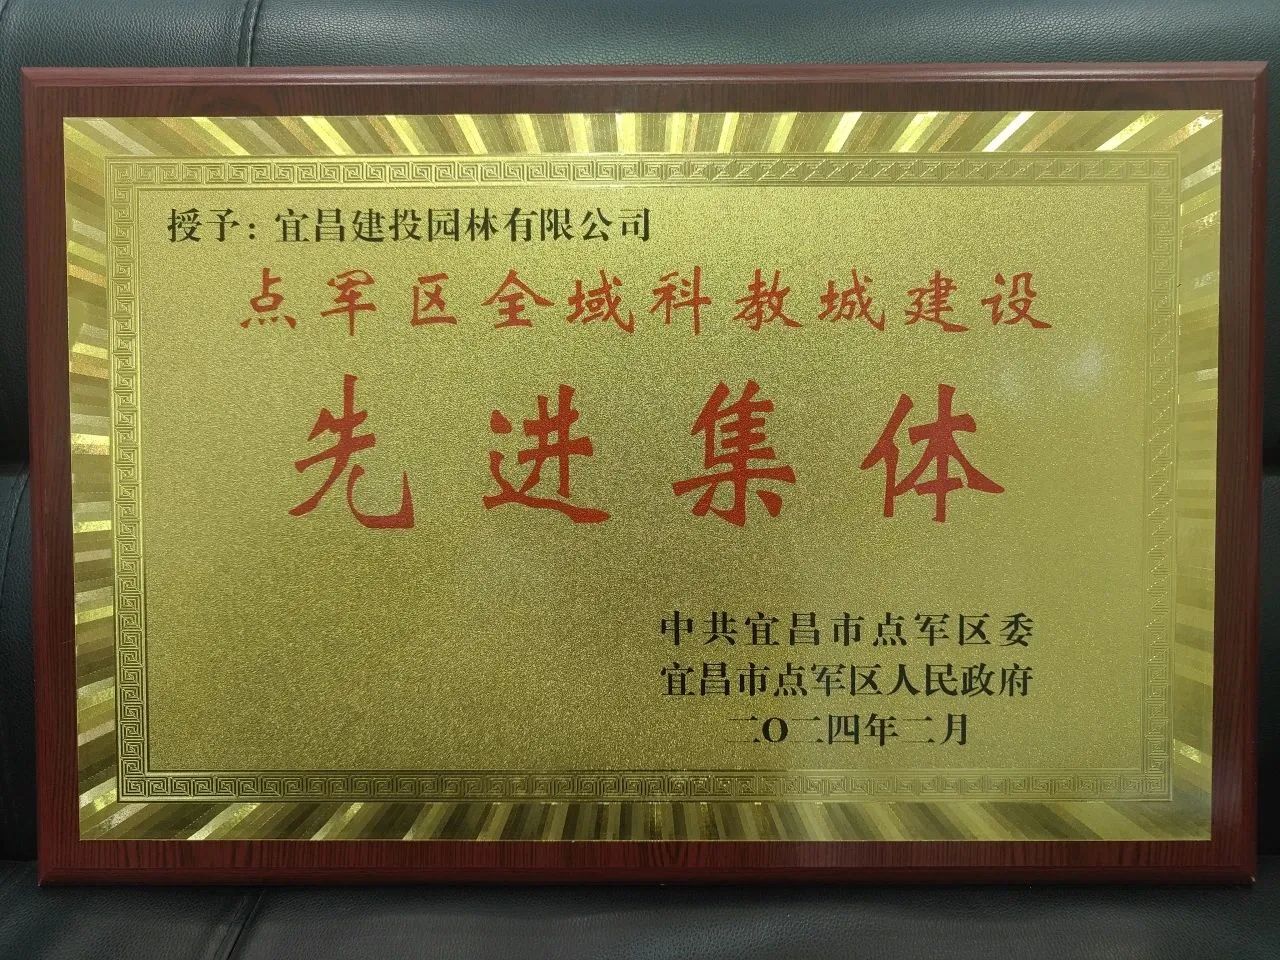 授予：宜昌建投园林有限公司
点军区全域科教城建设
先进集体
中共宜昌市点军区委
宜昌市点军区人民政府
二〇二四年二月